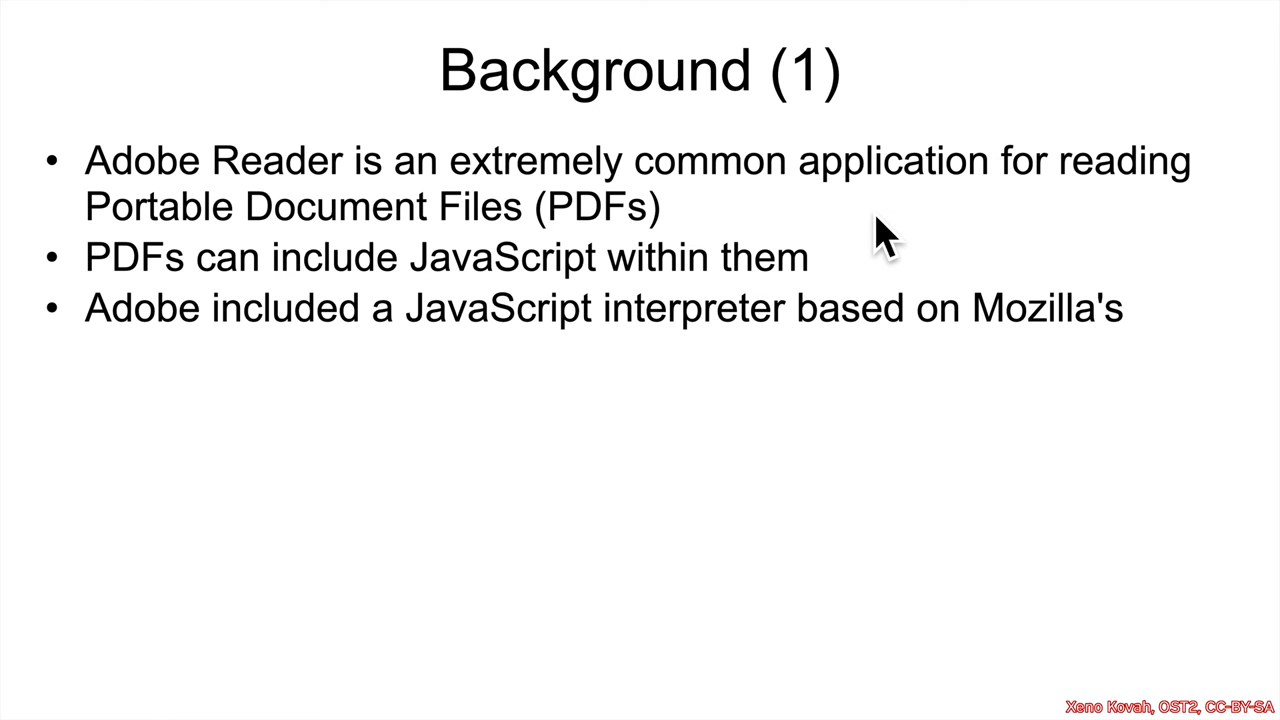 Background (1)
• Adobe Reader is an extremely common application for reading
Portable Document Files (PDFs)
• PDFs can include JavaScript within them
• Adobe included a JavaScript interpreter based on Mozilla's
Xeno Kovah, OST2, CC-BY-SA